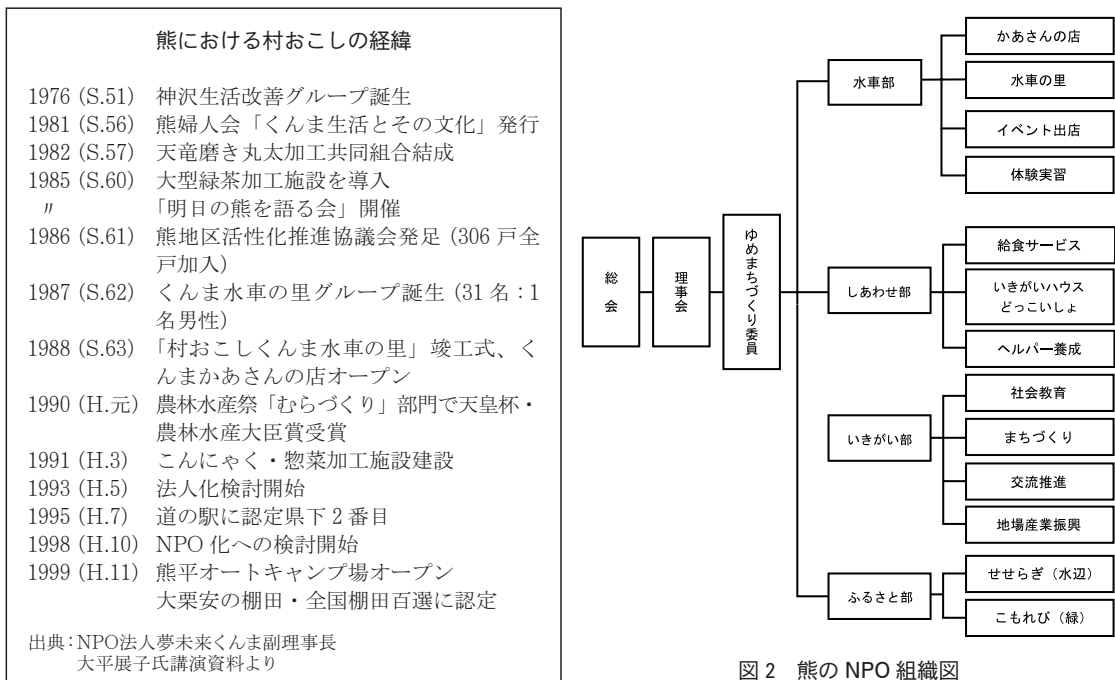 熊における村おこしの経緯
1976 (S.51) 神沢生活改善グループ誕生
1981 (S.56) 熊婦人会「くんま生活とその文化」発行
1982 (S.57) 天竜磨き丸太加工共同組合結成
1985 (S.60) 大型緑茶加工施設を導入
〃 「明日の熊を語る会」開催
1986 (S.61) 熊地区活性化推進協議会発足 (306 戸全
戸加入)
1987 (S.62) くんま水車の里グループ誕生 (31 名：1
名男性)
1988 (S.63) 「村おこしくんま水車の里」竣工式、く
んまかあさんの店オープン
1990 (H.元) 農林水産祭「むらづくり」部門で天皇杯・
農林水産大臣賞受賞
1991 (H.3) こんにゃく・惣菜加工施設建設
1993 (H.5) 法人化検討開始
1995 (H.7) 道の駅に認定県下 2 番目
1998 (H.10) NPO 化への検討開始
1999 (H.11) 熊平オートキャンプ場オープン
大栗安の棚田・全国棚田百選に認定
出典：NPO法人夢未来くんま副理事長
大平展子氏講演資料より
総会
理事会
ゆめまちづくり委員
水車部
かあさんの店
水車の里
イベント出店
体験実習
しあわせ部
給食サービス
いきがいハウス
どっこいしょ
ヘルパー養成
いきがい部
社会教育
まちづくり
交流推進
地場産業振興
ふるさと部
せせらぎ（水辺）
こもれび（緑）
図 2 熊の NPO 組織図